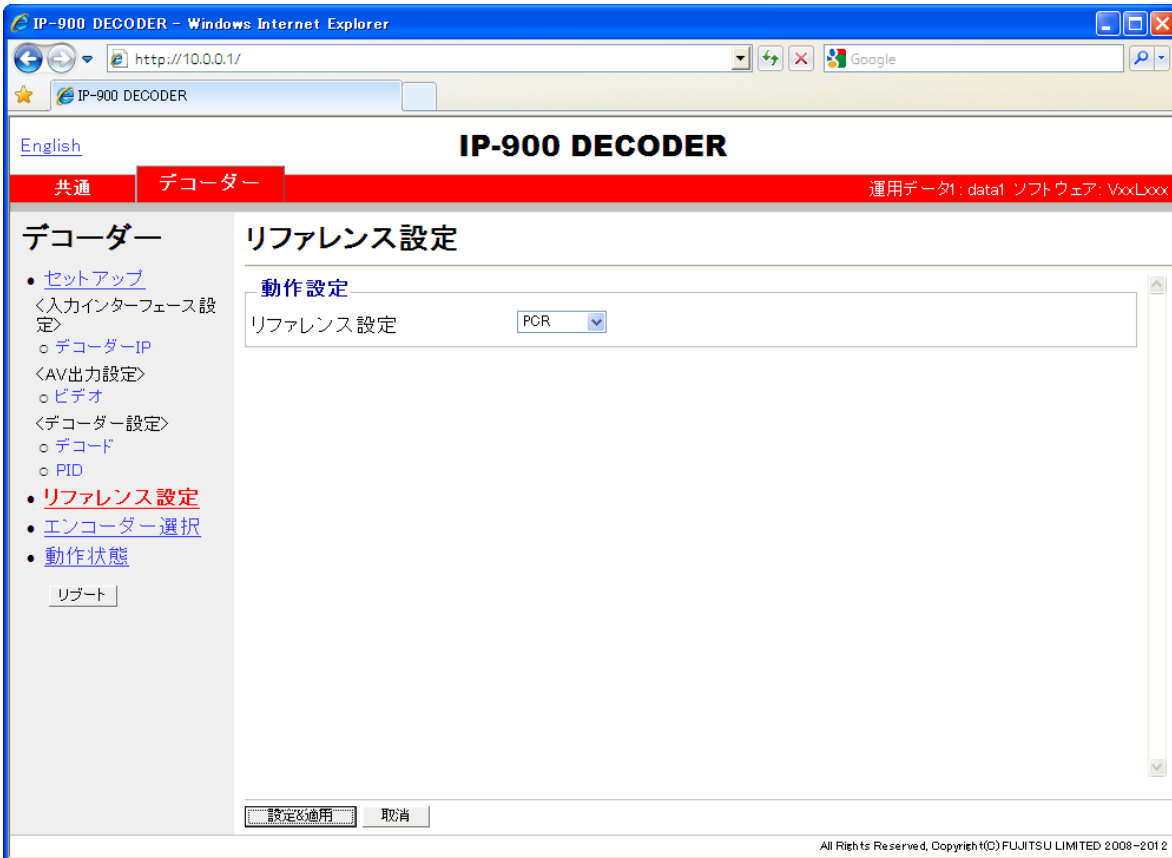 IP-900 DECODER - Windows Internet Explorer
http://10.0.0.1/
Google
IP-900 DECODER
English
IP-900 DECODER
共通
デコーダー
運用データ1 : data1 ソフトウェア: VxxLxxx
デコーダー
リファレンス設定
セットアップ
<入力インターフェース設
定>
デコーダーIP
<AV出力設定>
ビデオ
<デコーダー設定>
デコード
PID
リファレンス設定
エンコーダー選択
動作状態
リブート
動作設定
リファレンス設定
PCR
設定&適用
取消
All Rights Reserved, Copyright(C) FUJITSU LIMITED 2008-2012